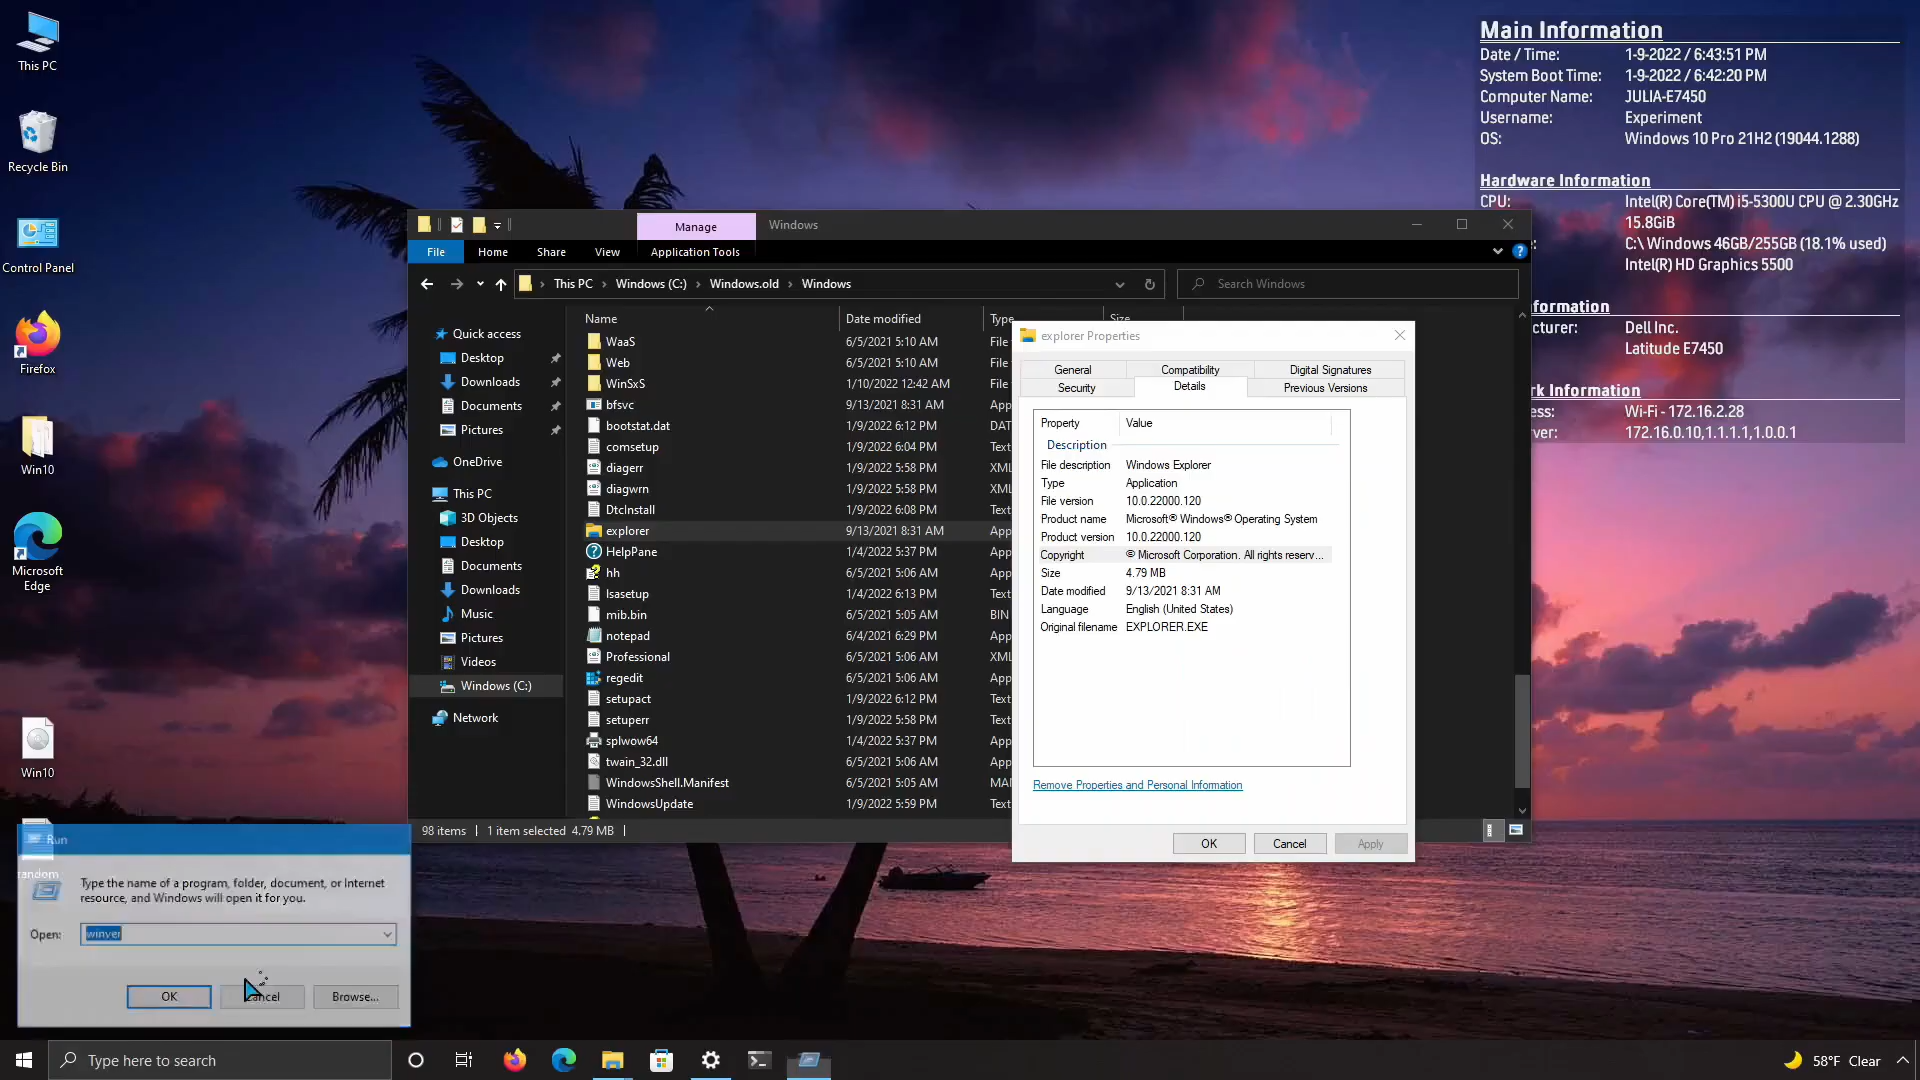 This PC
Recycle Bin
Control Panel
Firefox
Win10
Microsoft
Edge
Win10
random
Main Information
Date / Time: 1-9-2022 / 6:43:51 PM
System Boot Time: 1-9-2022 / 6:42:20 PM
Computer Name: JULIA-E7450
Username: Experiment
OS: Windows 10 Pro 21H2 (19044.1288)
Hardware Information
CPU: Intel(R) Core(TM) i5-5300U CPU @ 2.30GHz
15.8GiB
C:\ Windows 46GB/255GB (18.1% used)
Intel(R) HD Graphics 5500
formation
cturer: Dell Inc.
Latitude E7450
rk Information
ess: Wi-Fi - 172.16.2.28
ver: 172.16.0.10,1.1.1.1,1.0.0.1
Manage
Windows
File
Home
Share
View
Application Tools
This PC
Windows (C:)
Windows.old
Windows
Search Windows
Quick access
Desktop
Downloads
Documents
Pictures
OneDrive
This PC
3D Objects
Desktop
Documents
Downloads
Music
Pictures
Videos
Windows (C:)
Network
Name Date modified Type Size
WaaS 6/5/2021 5:10 AM File
Web 6/5/2021 5:10 AM File
WinSxS 1/10/2022 12:42 AM File
bfsvc 9/13/2021 8:31 AM App
bootstat.dat 1/9/2022 6:12 PM DAT
comsetup 1/9/2022 6:04 PM Text
diagerr 1/9/2022 5:58 PM XML
diagwrn 1/9/2022 5:58 PM XML
DtcInstall 1/9/2022 6:08 PM Text
explorer 9/13/2021 8:31 AM App
HelpPane 1/4/2022 5:37 PM App
hh 6/5/2021 5:06 AM App
lsasetup 1/4/2022 6:13 PM Text
mib.bin 6/5/2021 5:05 AM BIN
notepad 6/4/2021 6:29 PM App
Professional 6/5/2021 5:06 AM XML
regedit 6/5/2021 5:06 AM App
setupact 1/9/2022 6:12 PM Text
setuperr 1/9/2022 5:58 PM Text
splwow64 1/4/2022 5:37 PM App
twain_32.dll 6/5/2021 5:06 AM App
WindowsShell.Manifest 6/5/2021 5:05 AM MA
WindowsUpdate 1/9/2022 5:59 PM Text
98 items 1 item selected 4.79 MB
explorer Properties
General Compatibility Digital Signatures
Security Details Previous Versions
Property Value
Description
File description Windows Explorer
Type Application
File version 10.0.22000.120
Product name Microsoft® Windows® Operating System
Product version 10.0.22000.120
Copyright © Microsoft Corporation. All rights reserv...
Size 4.79 MB
Date modified 9/13/2021 8:31 AM
Language English (United States)
Original filename EXPLORER.EXE
Remove Properties and Personal Information
OK Cancel Apply
Run
Type the name of a program, folder, document, or Internet
resource, and Windows will open it for you.
Open: winver
OK Cancel Browse...
Type here to search
58°F Clear